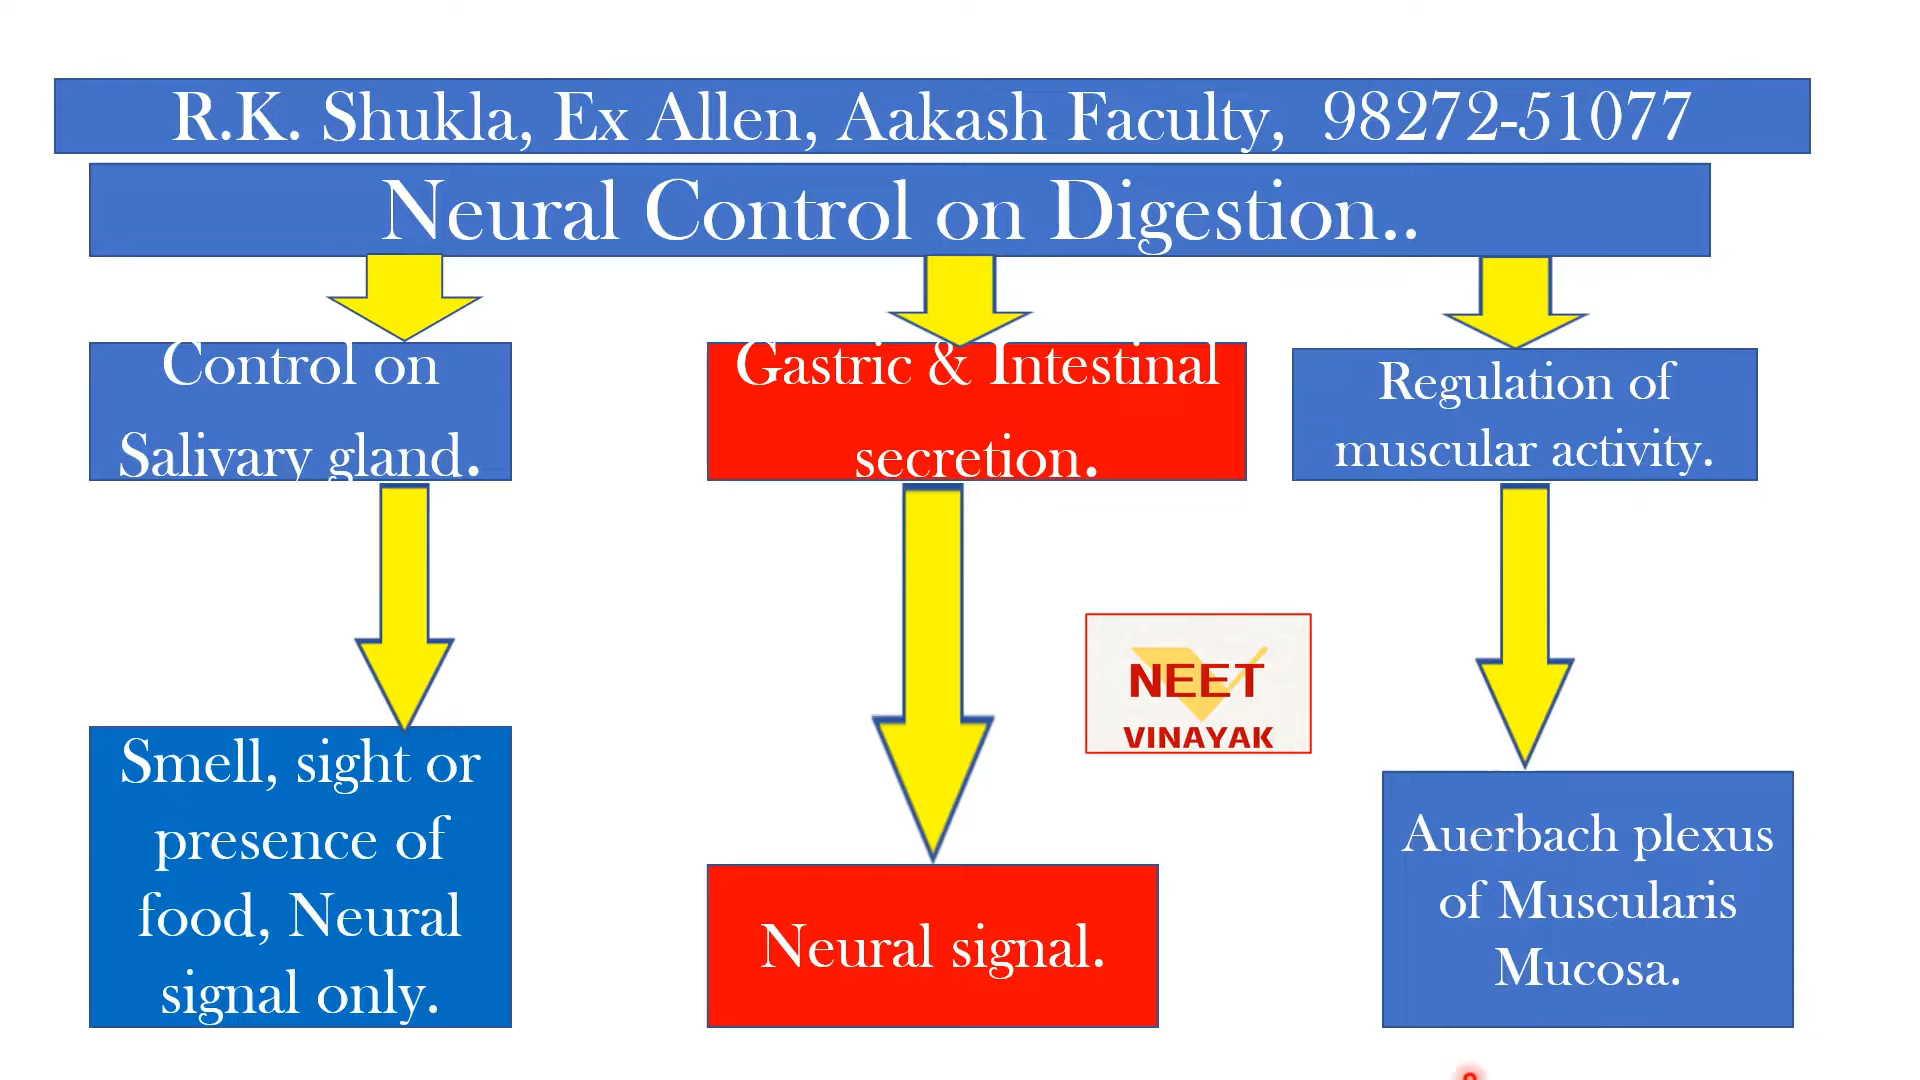 R.K. Shukla, Ex Allen, Aakash Faculty, 98272-51077
Neural Control on Digestion..
Control on
Salivary gland.
Gastric & Intestinal
secretion.
Regulation of
muscular activity.
NEET
VINAYAK
Smell, sight or
presence of
food, Neural
signal only.
Neural signal.
Auerbach plexus
of Muscularis
Mucosa.